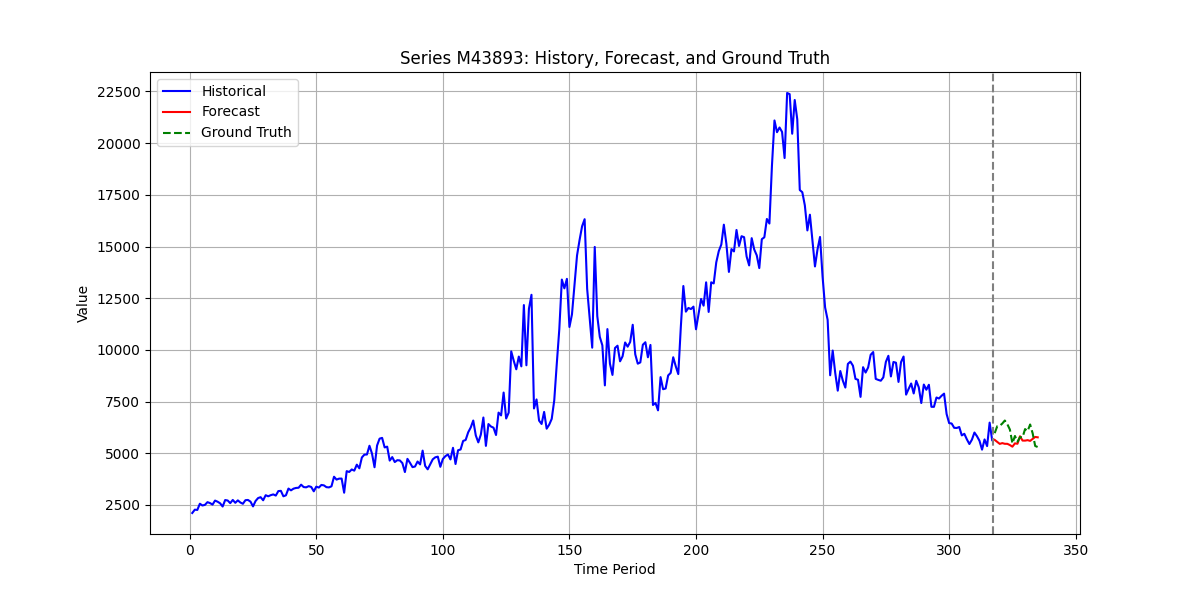 Series M43893: History, Forecast, and Ground Truth
Historical
Forecast
Ground Truth
22500
20000
17500
15000
12500
10000
7500
5000
2500
Value
0
50
100
150
200
250
300
350
Time Period